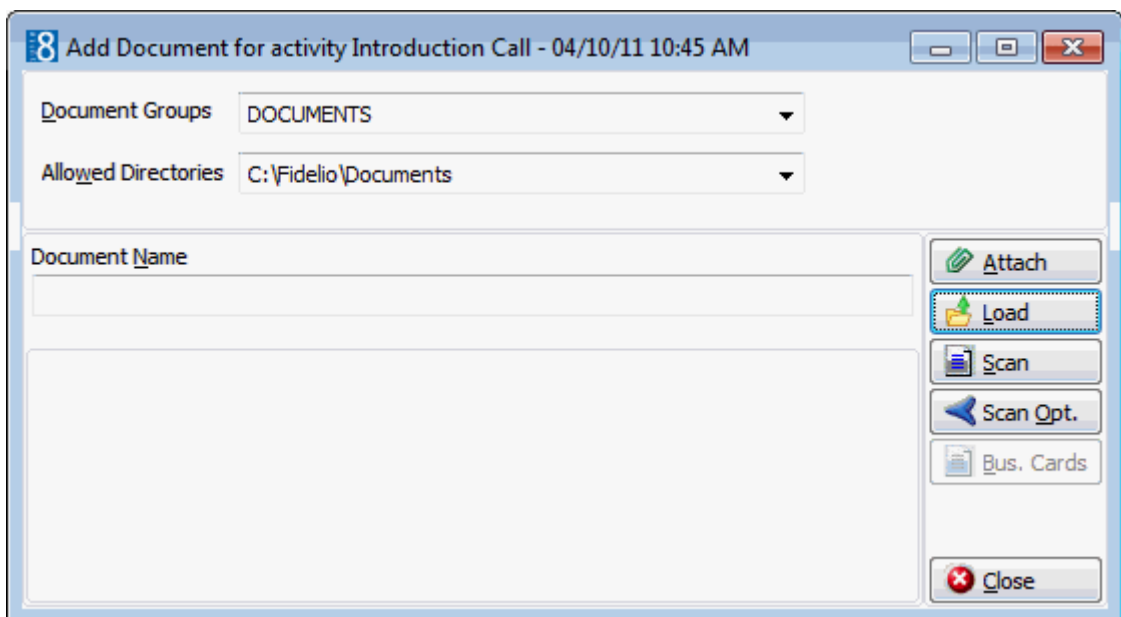 8 Add Document for activity Introduction Call - 04/10/11 10:45 AM
Document Groups DOCUMENTS
Allowed Directories C:\Fidelio\Documents
Document Name
Attach
Load
Scan
Scan Opt.
Bus. Cards
Close